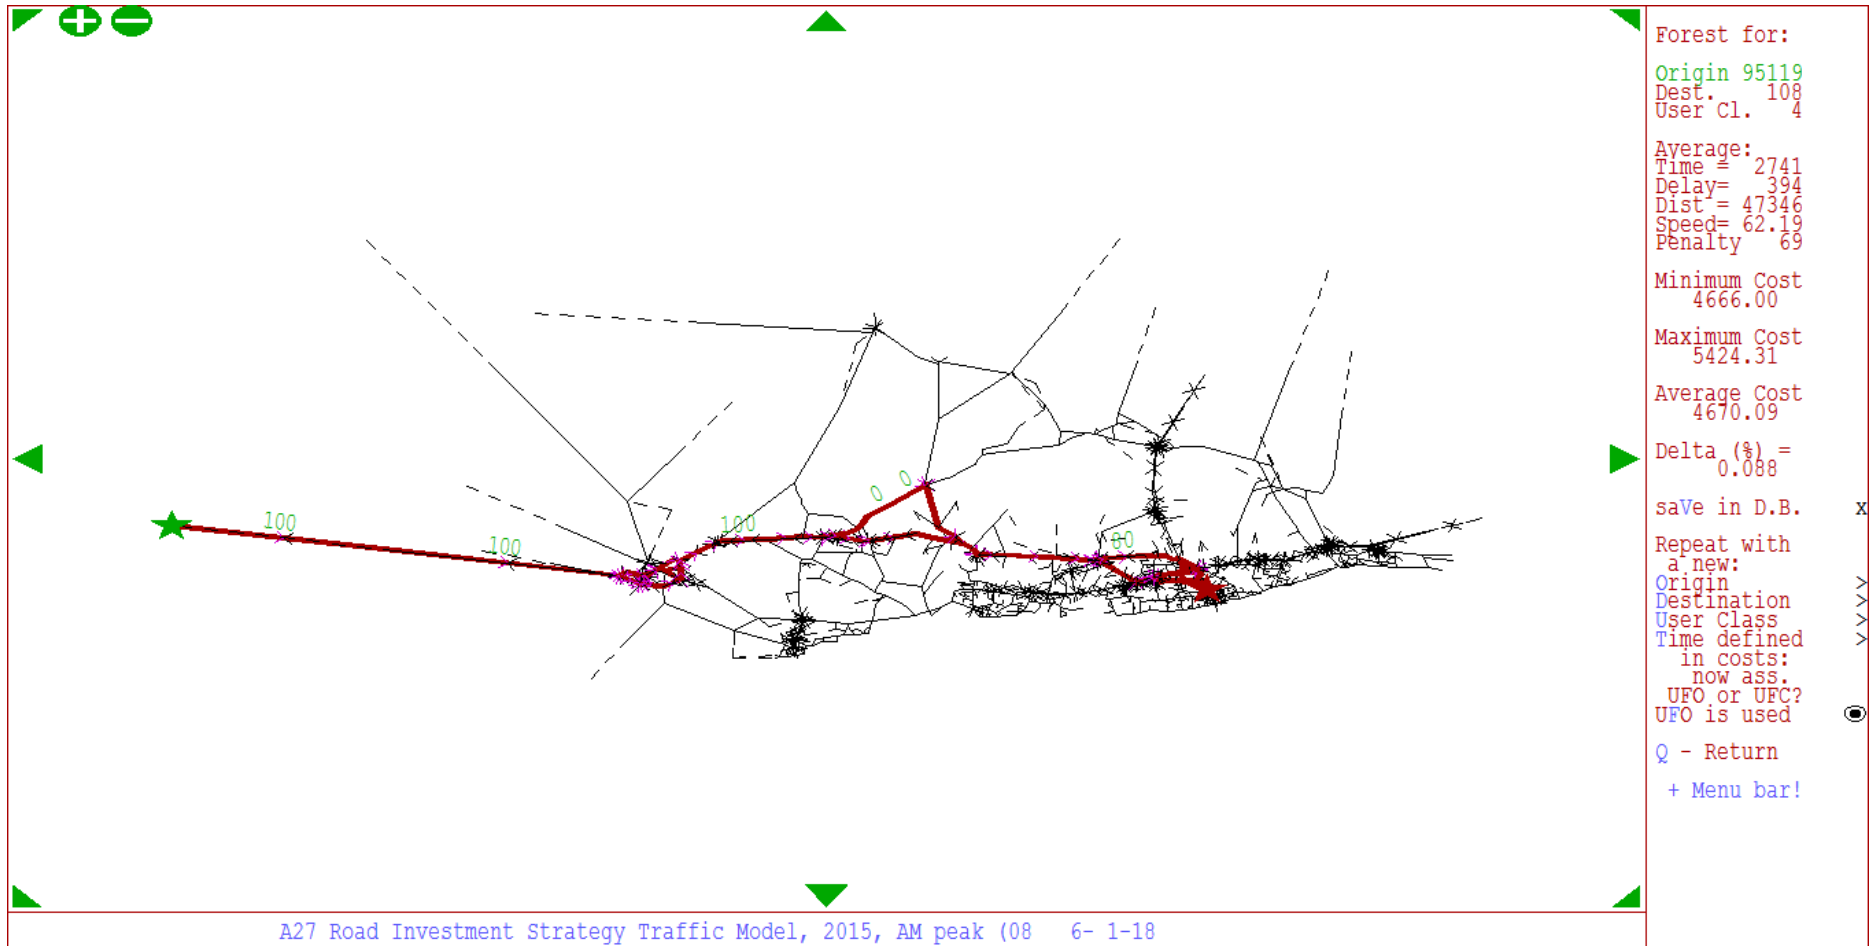 100
100
100
0
0
80
Forest for:
Origin 95119
Dest. 108
User Cl. 4
Average:
Time = 2741
Delay= 394
Dist = 47346
Speed= 62.19
Penalty 69
Minimum Cost
4666.00
Maximum Cost
5424.31
Average Cost
4670.09
Delta (%) =
0.088
saVe in D.B. x
Repeat with
a new:
Origin >
Destination >
User Class >
Time defined >
in costs:
now ass.
UFO or UFC?
UFO is used
Q - Return
+ Menu bar!
A27 Road Investment Strategy Traffic Model, 2015, AM peak (08 6- 1-18